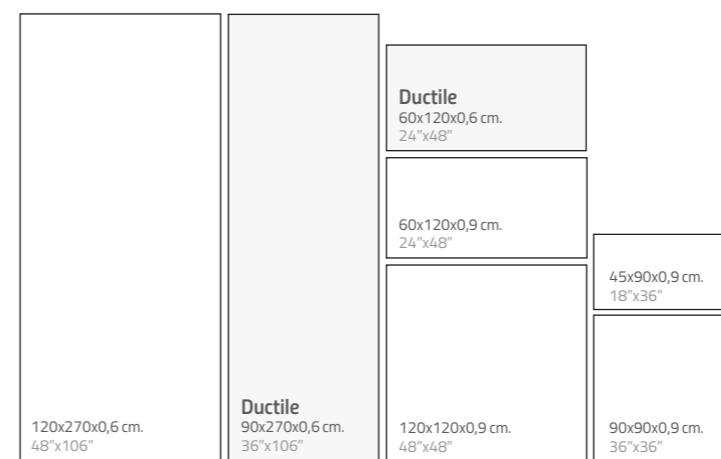 120x270x0,6 cm.
48”x106”
Ductile
90x270x0,6 cm.
36”x106”
Ductile
60x120x0,6 cm.
24”x48”
60x120x0,9 cm.
24”x48”
120x120x0,9 cm.
48”x48”
45x90x0,9 cm.
18”x36”
90x90x0,9 cm.
36”x36”